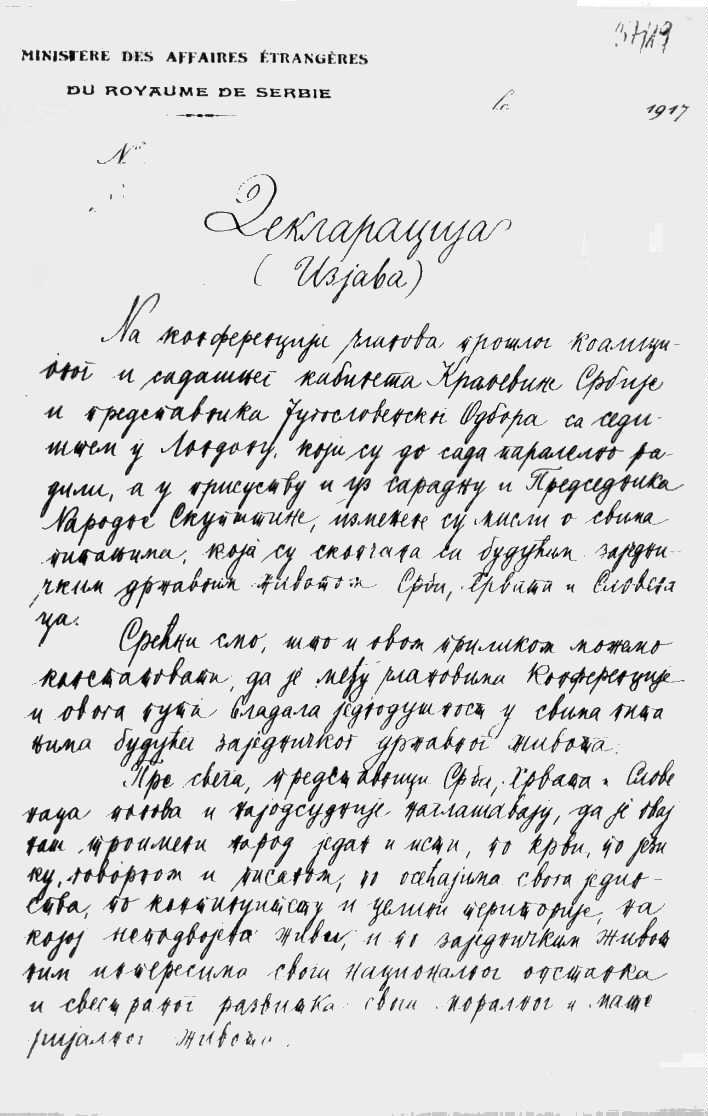 MINISTERE DES AFFAIRES ÉTRANGÈRES
DU ROYAUME DE SERBIE
le 1917
№
Декларација
(Изјава)
На конференцији чланова прошлог коалици-
оног и садашњег кабинета Краљевине Србије
и представника Југословенског Одбора са седи-
штем у Лондону, који су до сада паралелно ра-
дили, а у присуству и уз сарадњу и Председника
Народне Скупштине, измењене су мисли о свима
питањима, која су скопчана са будућим заједни-
чким државним животом Срба, Хрвата и Словена
ца.
Срећни смо, што и овом приликом можемо
констатовати, да је међу члановима Конференције
и овога пута владала једнодушност у свима пита
њима будућег заједничког државног живота.
Пре свега, представници Срба, Хрвата и Слове
наца понова и најодсудније наглашавају, да је овај
наш троимени народ један и исти, по крви, по јези
ку, говорном и писаном, по осећајима свога једин-
ства, по континуитету и целини територије, на
којој неподвојено живи, и по заједничким живот
ним интересима свога националног опстанка
и свестраног развитка свога моралног и мате
ријалног живота.